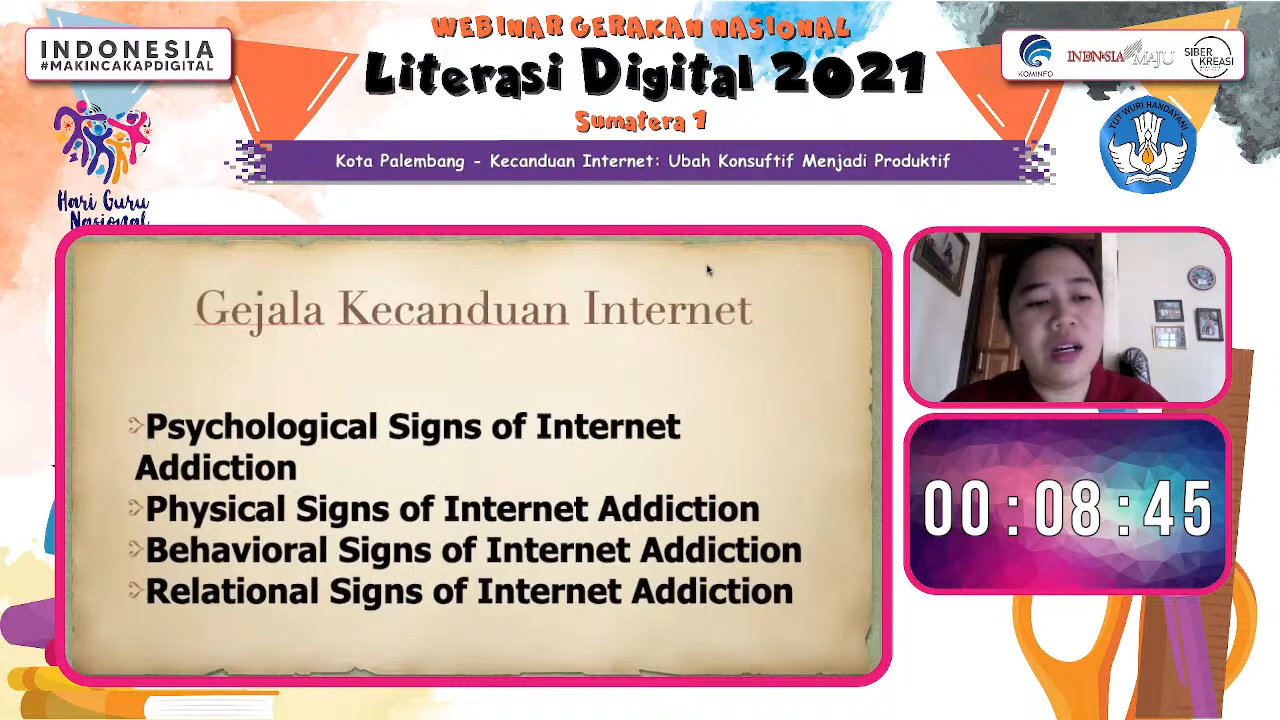 INDONESIA
#MAKINCAKAPDIGITAL
WEBINAR GERAKAN NASIONAL
Literasi Digital 2021
Sumatera 1
KOMINFO
INDONESIA MAJU
SIBER
KREASI
TUT WURI HANDAYANI
Kota Palembang - Kecanduan Internet: Ubah Konsuftif Menjadi Produktif
Hari Guru
Nasional
Gejala Kecanduan Internet
Psychological Signs of Internet
Addiction
Physical Signs of Internet Addiction
Behavioral Signs of Internet Addiction
Relational Signs of Internet Addiction
00:08:45